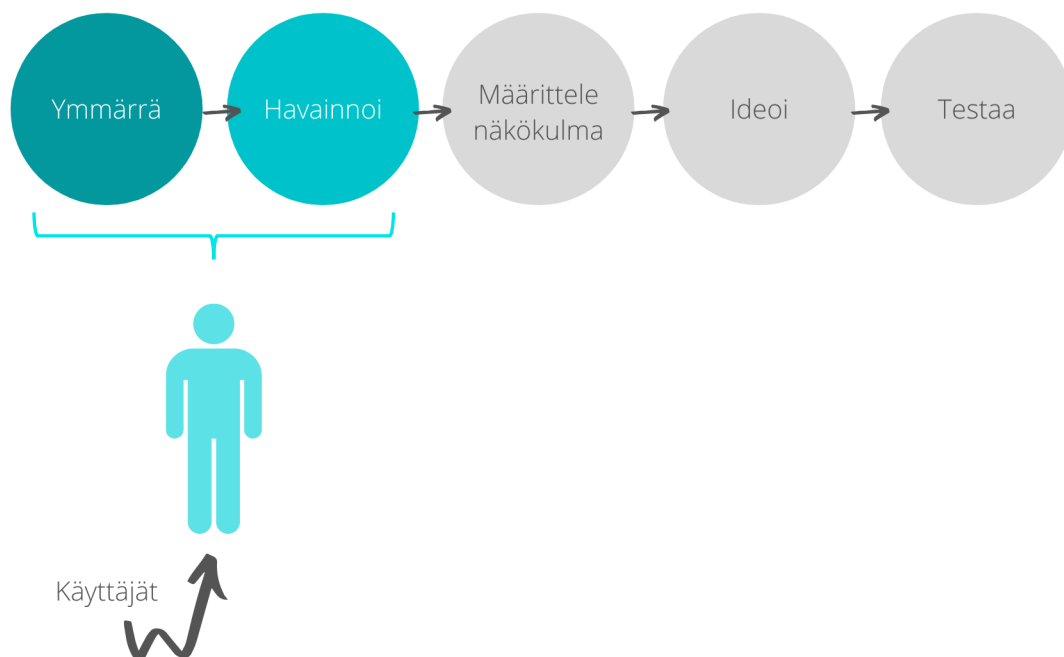 Ymmärrä
Havainnoi
Määrittele
näkökulma
Ideoi
Testaa
Käyttäjät